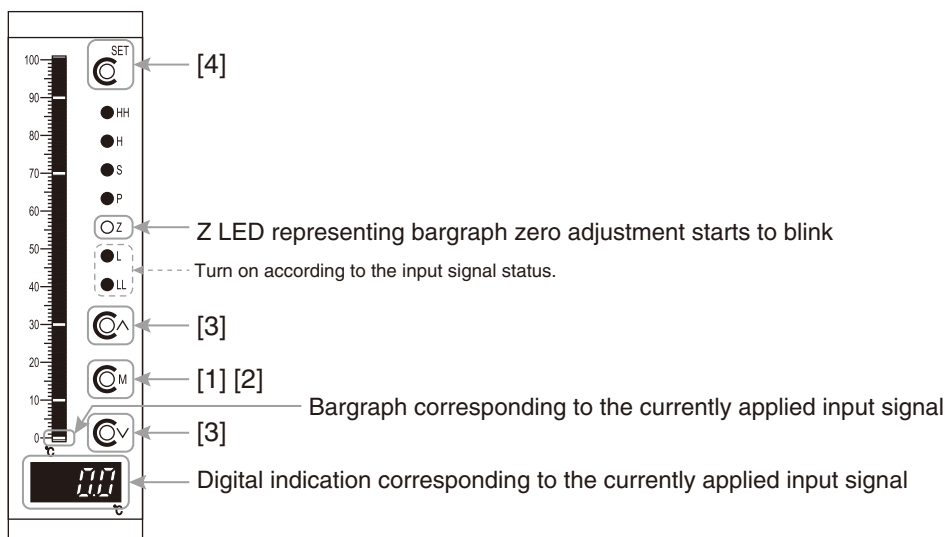 SET
100
[4]
90
HH
80
H
70
S
60
P
Z
Z LED representing bargraph zero adjustment starts to blink
50
L
Turn on according to the input signal status.
40
LL
30
[3]
20
M
[1] [2]
10
Bargraph corresponding to the currently applied input signal
0
[3]
℃
0.0
Digital indication corresponding to the currently applied input signal
℃